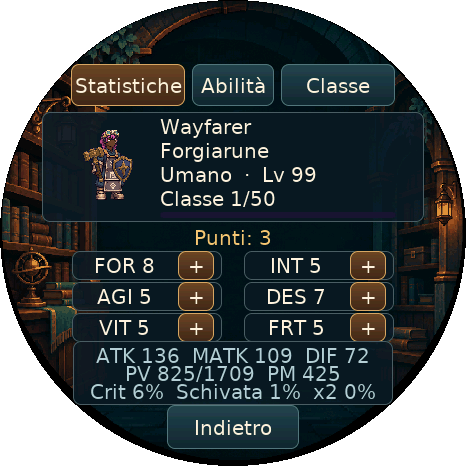 Statistiche Abilità Classe
Wayfarer
Forgiarune
Umano · Lv 99
Classe 1/50
Punti: 3
FOR 8 + INT 5 +
AGI 5 + DES 7 +
VIT 5 + FRT 5 +
ATK 136 MATK 109 DIF 72
PV 825/1709 PM 425
Crit 6% Schivata 1% x2 0%
Indietro